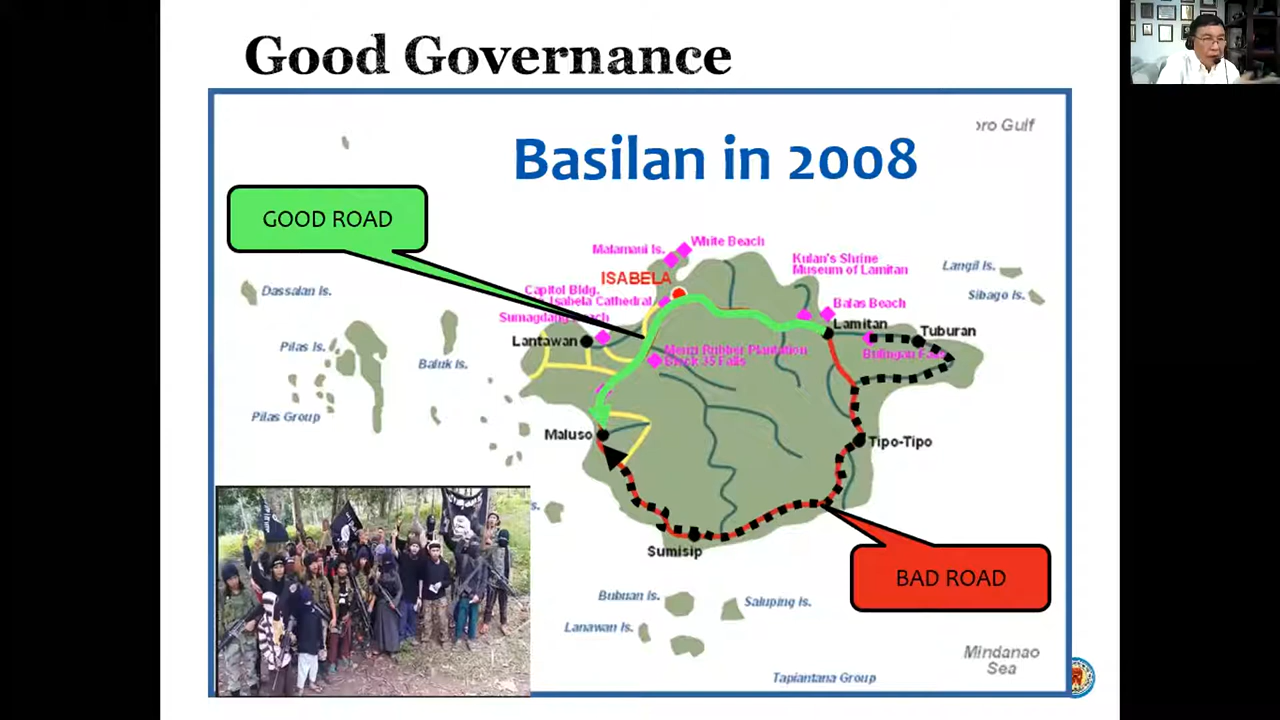 Good Governance
Basilan in 2008
oro Gulf
GOOD ROAD
White Beach
Malamaui Is.
Kulan's Shrine
Museum of Lamitan
Langil Is.
ISABELA
Dassalan Is.
Capitol Bldg.
Isabela Cathedral
Sibago Is.
Balas Beach
Sumagdang Beach
Lamitan
Tuburan
Lantawan
Pilas Is.
Menzi Rubber Plantation
Block 35 Falls
Bulingan Falls
Baluk Is.
Pilas Group
Maluso
Tipo-Tipo
s.
Sumisip
BAD ROAD
Bubuan Is.
Saluping Is.
Lanawan Is.
Mindanao
Sea
Tapiantana Group